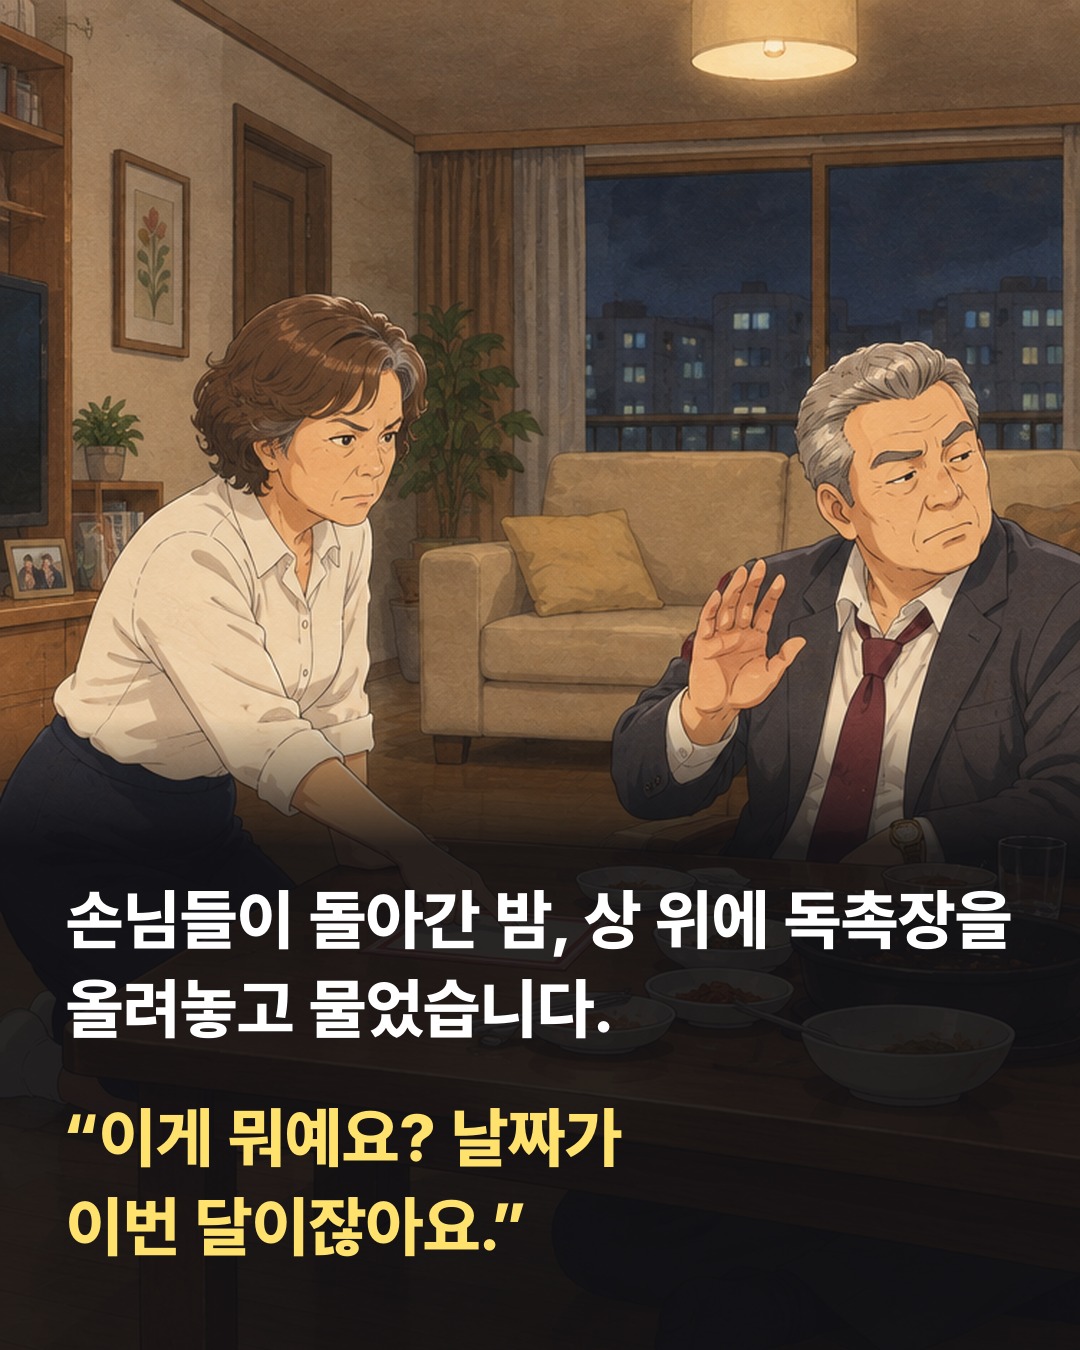 손님들이 돌아간 밤, 상 위에 독촉장을
올려놓고 물었습니다.
“이게 뭐예요? 날짜가
이번 달이잖아요.”